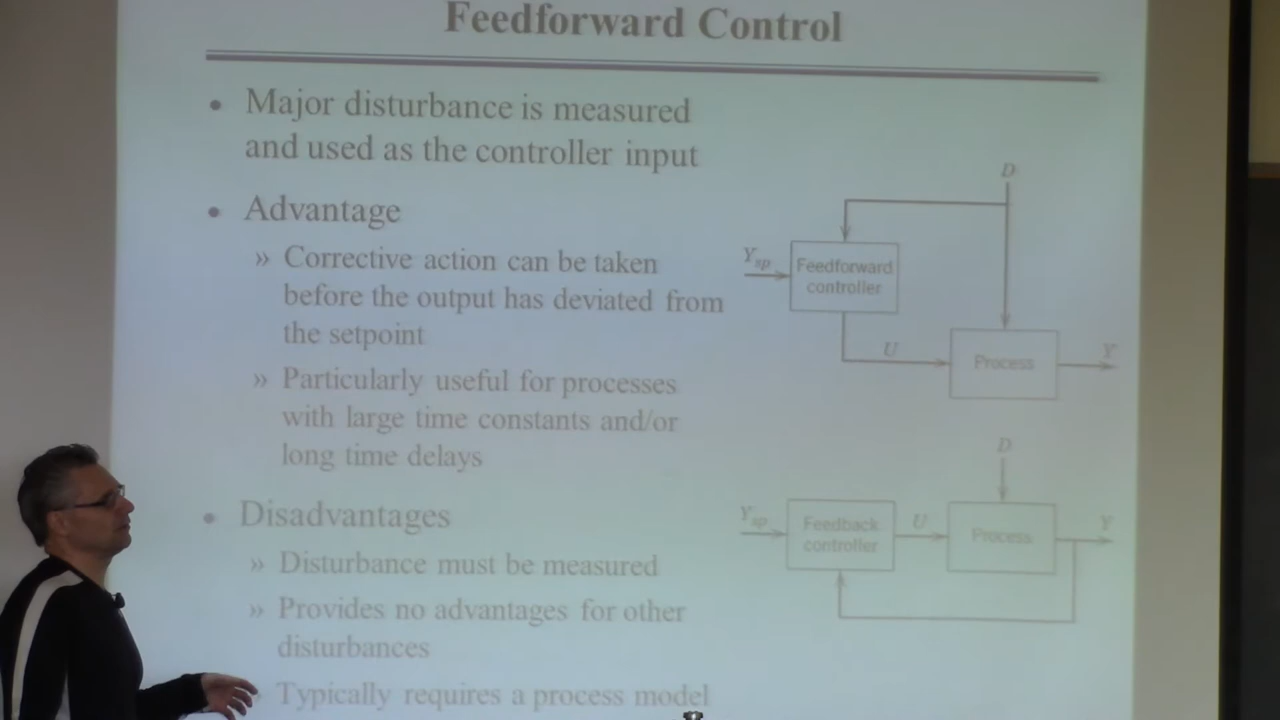 Feedforward Control
• Major disturbance is measured
and used as the controller input
• Advantage
» Corrective action can be taken
before the output has deviated from
the setpoint
» Particularly useful for processes
with large time constants and/or
long time delays
• Disadvantages
» Disturbance must be measured
» Provides no advantages for other
disturbances
» Typically requires a process model
D
Ysp
Feedforward
controller
U
Process
Y
D
Ysp
Feedback
controller
U
Process
Y